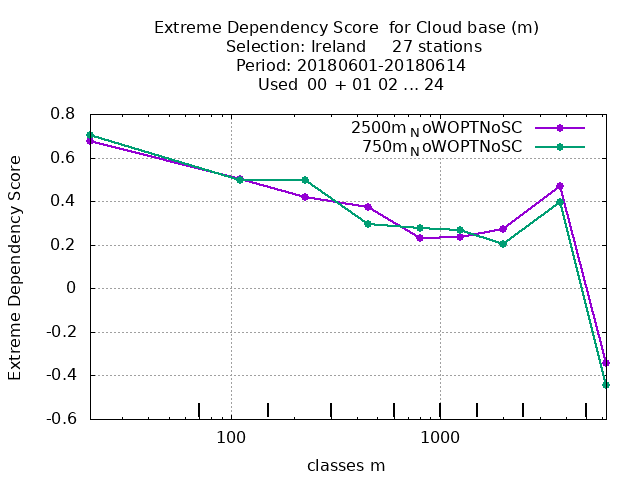 Extreme Dependency Score  for Cloud base (m)
Selection: Ireland     27 stations
Period: 20180601-20180614
Used  00  + 01 02 ... 24
2500m_NoWOPTNoSC
750m_NoWOPTNoSC
Extreme Dependency Score
0.8
0.6
0.4
0.2
0
-0.2
-0.4
-0.6
100
1000
classes m